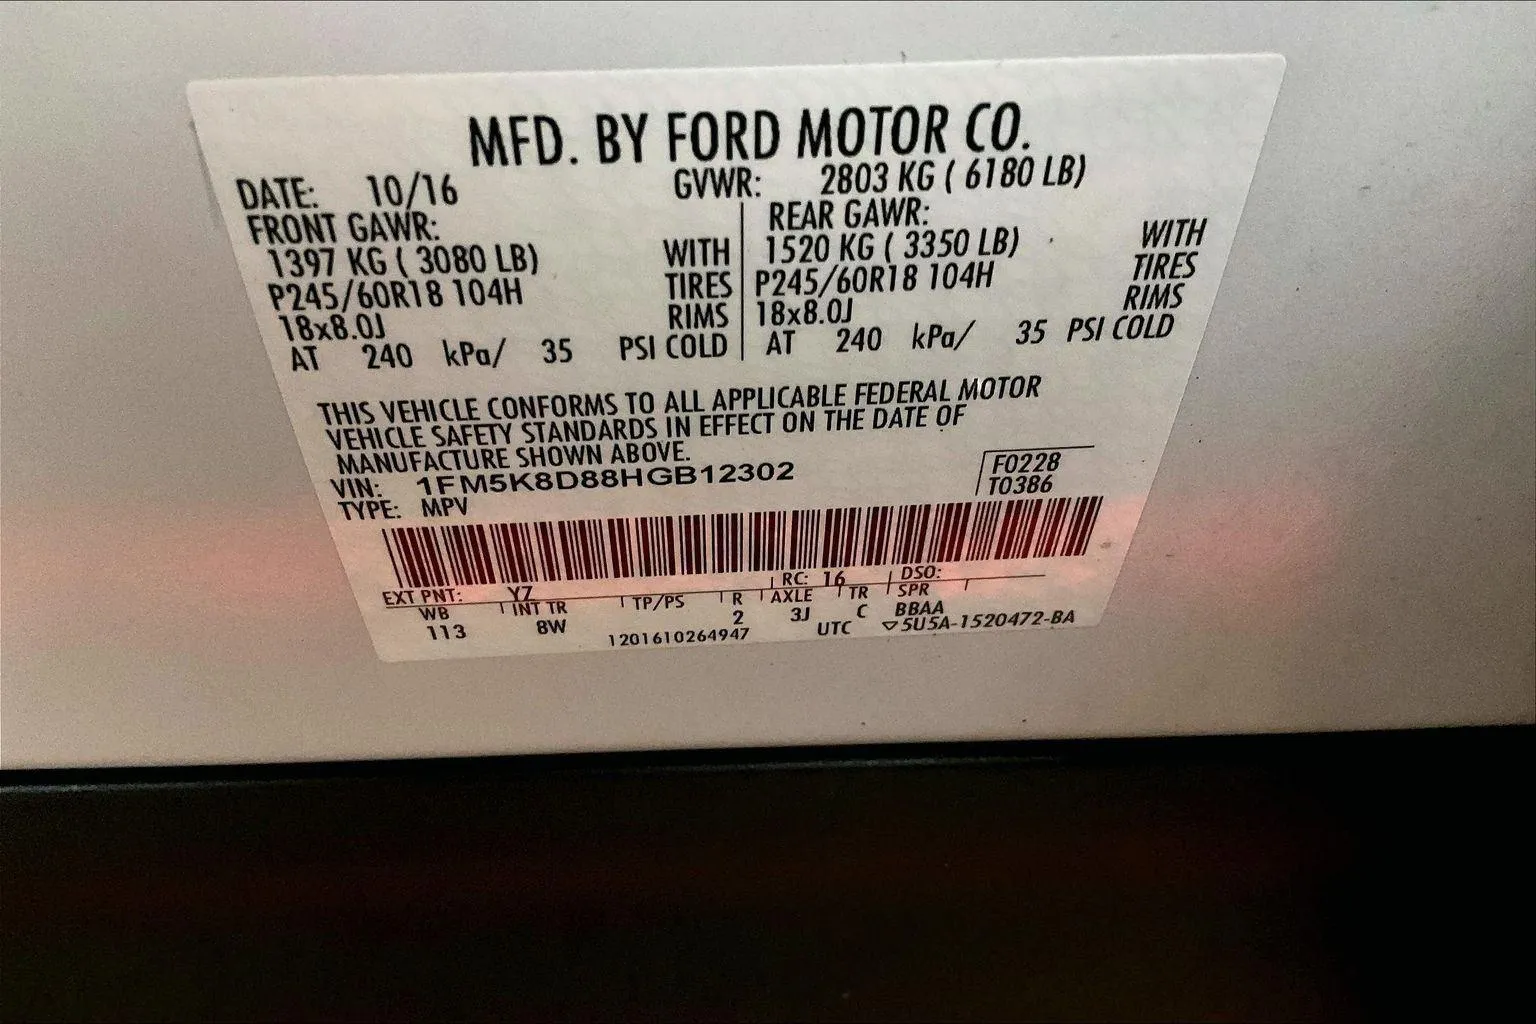 MFD. BY FORD MOTOR CO.
DATE: 10/16 GVWR: 2803 KG ( 6180 LB)
FRONT GAWR: REAR GAWR:
1397 KG ( 3080 LB) WITH 1520 KG ( 3350 LB) WITH
P245/60R18 104H TIRES P245/60R18 104H TIRES
18x8.0J RIMS 18x8.0J RIMS
AT 240 kPa/ 35 PSI COLD AT 240 kPa/ 35 PSI COLD
THIS VEHICLE CONFORMS TO ALL APPLICABLE FEDERAL MOTOR
VEHICLE SAFETY STANDARDS IN EFFECT ON THE DATE OF
MANUFACTURE SHOWN ABOVE.
VIN: 1FM5K8D88HGB12302 F0228
TYPE: MPV T0386
EXT PNT: YZ RC: 16 DSO:
WB INT TR TP/PS R AXLE TR SPR
113 8W 2 3J C BBAA
1201610264947 UTC ▽5U5A-1520472-BA